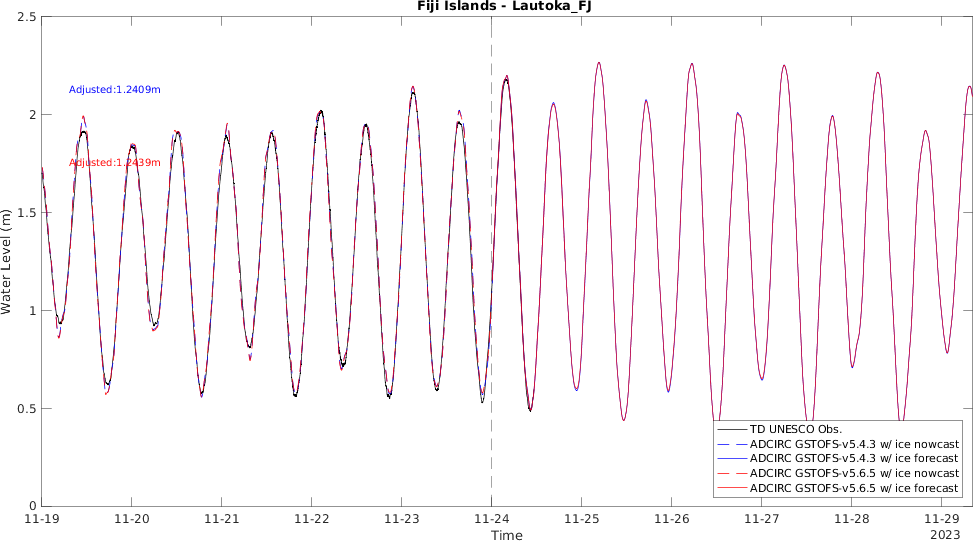 Fiji Islands - Lautoka_FJ
2.5
Adjusted:1.2409m
2
Adjusted:1.2439m
1.5
Water Level (m)
1
0.5
TD UNESCO Obs.
ADCIRC GSTOFS-v5.4.3 w/ ice nowcast
ADCIRC GSTOFS-v5.4.3 w/ ice forecast
ADCIRC GSTOFS-v5.6.5 w/ ice nowcast
ADCIRC GSTOFS-v5.6.5 w/ ice forecast
0
11-19 11-20 11-21 11-22 11-23 11-24 11-25 11-26 11-27 11-28 11-29
Time 2023